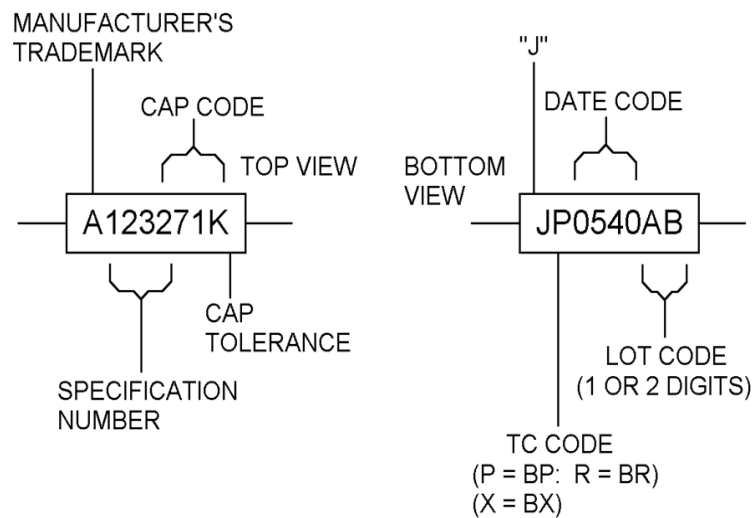 MANUFACTURER'S
TRADEMARK
CAP CODE
TOP VIEW
A123271K
CAP
TOLERANCE
SPECIFICATION
NUMBER
"J"
DATE CODE
BOTTOM
VIEW
JP0540AB
LOT CODE
(1 OR 2 DIGITS)
TC CODE
(P = BP: R = BR)
(X = BX)